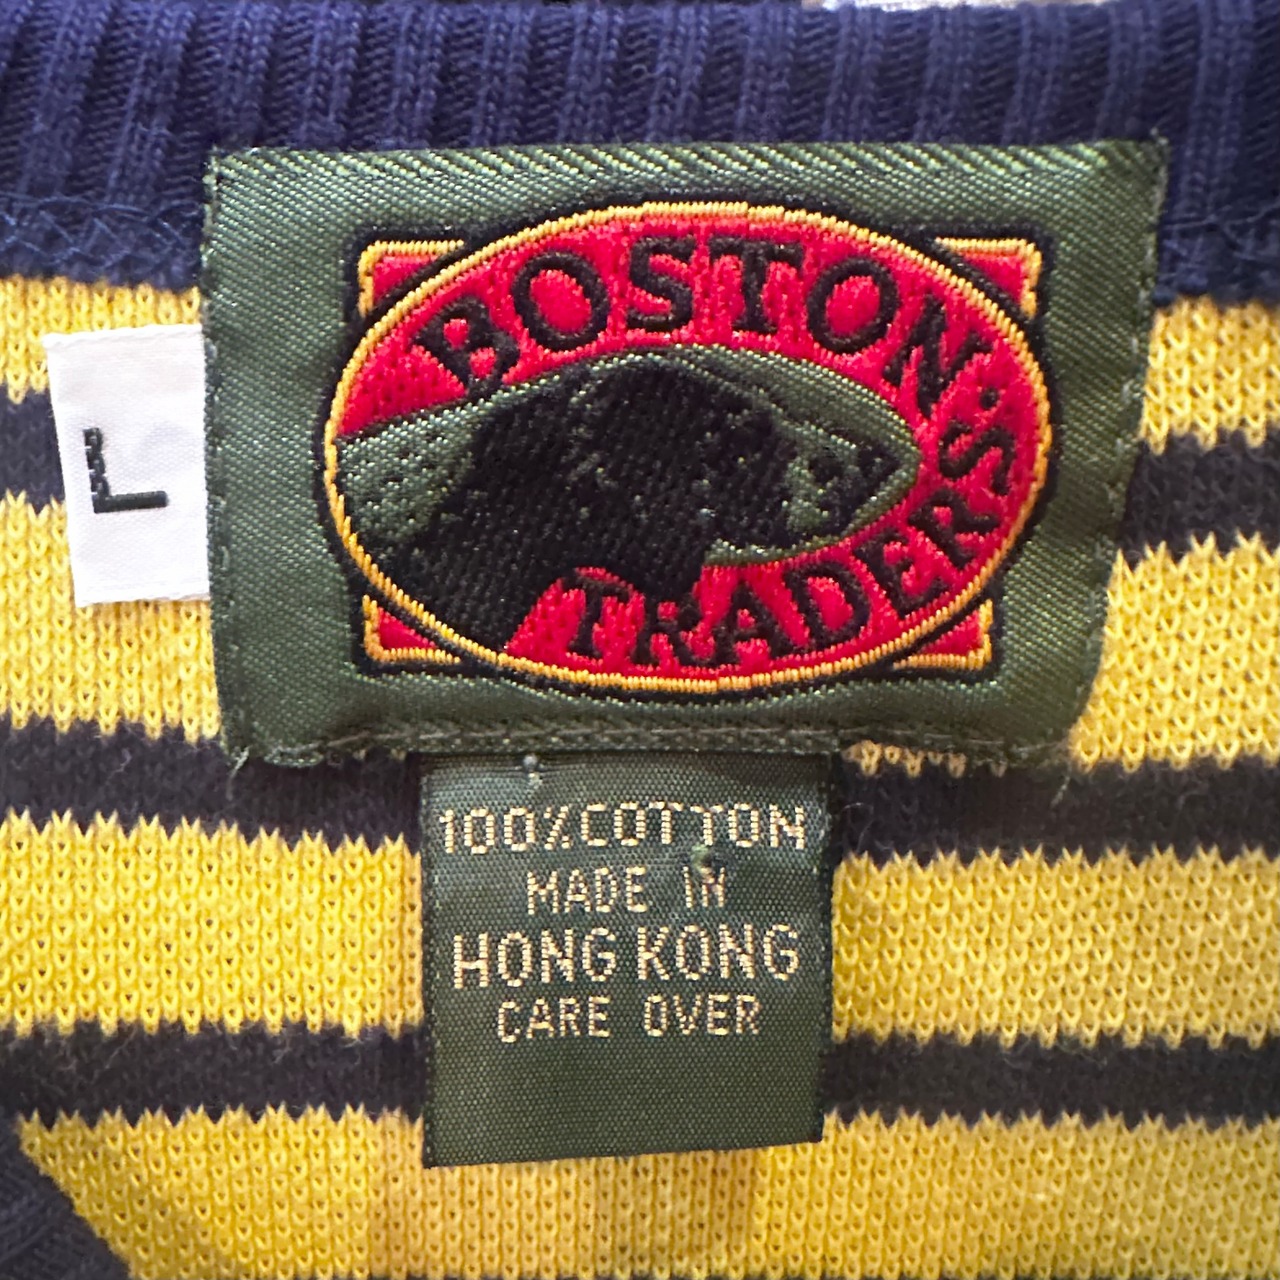 BOSTON
TRADERS
L
100%COTTON
MADE IN
HONG KONG
CARE OVER